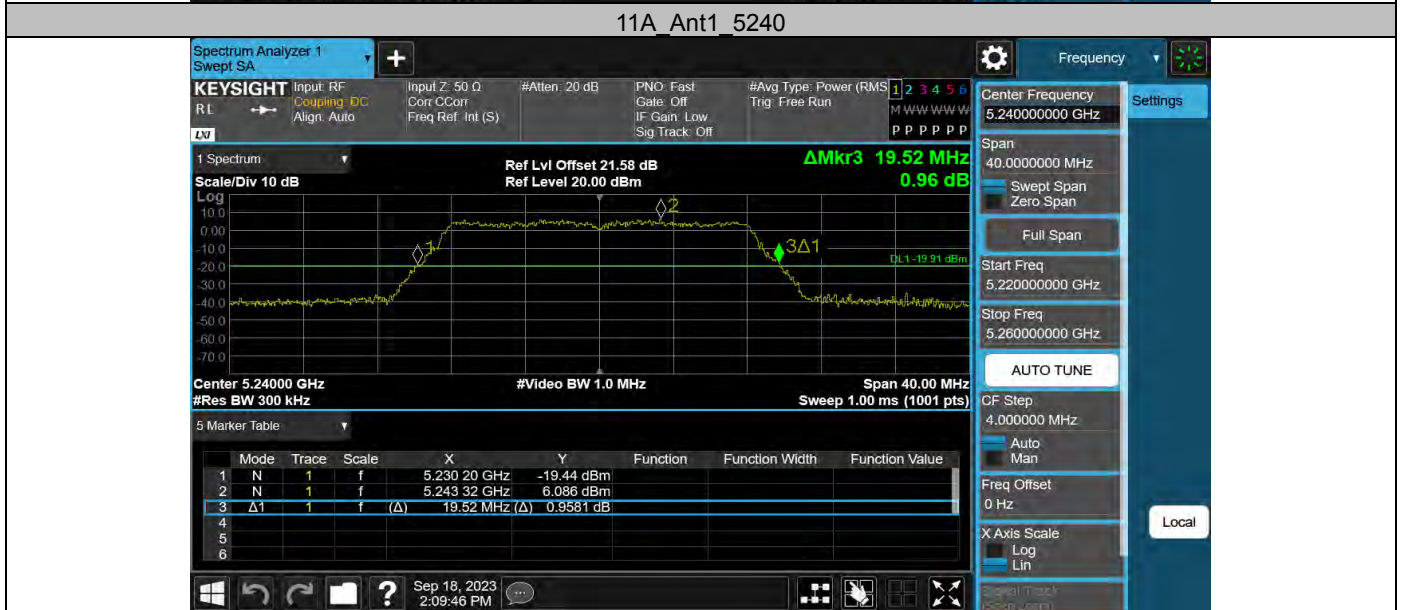 11A_Ant1_5240
Spectrum Analyzer 1
Swept SA
Frequency
KEYSIGHT
RL
LXI
Input: RF
Coupling: DC
Align: Auto
Input Z: 50 Ω
Corr CCorr
Freq Ref: Int (S)
#Atten: 20 dB
PNO: Fast
Gate: Off
IF Gain: Low
Sig Track: Off
#Avg Type: Power (RMS
Trig: Free Run
1 2 3 4 5 6
M W W W W W
P P P P P P
1 Spectrum
Scale/Div 10 dB
Ref Lvl Offset 21.58 dB
Ref Level 20.00 dBm
ΔMkr3 19.52 MHz
0.96 dB
Log
10.0
0.00
-10.0
-20.0
-30.0
-40.0
-50.0
-60.0
-70.0
1
2
3Δ1
DL1 -19.91 dBm
Center 5.24000 GHz
#Video BW 1.0 MHz
Span 40.00 MHz
#Res BW 300 kHz
Sweep 1.00 ms (1001 pts)
5 Marker Table
Mode Trace Scale X Y Function Function Width Function Value
1 N 1 f 5.230 20 GHz -19.44 dBm
2 N 1 f 5.243 32 GHz 6.086 dBm
3 Δ1 1 f (Δ) 19.52 MHz (Δ) 0.9581 dB
4
5
6
Sep 18, 2023
2:09:46 PM
Center Frequency
5.240000000 GHz
Settings
Span
40.0000000 MHz
Swept Span
Zero Span
Full Span
Start Freq
5.220000000 GHz
Stop Freq
5.260000000 GHz
AUTO TUNE
CF Step
4.000000 MHz
Auto
Man
Freq Offset
0 Hz
X Axis Scale
Log
Lin
Local